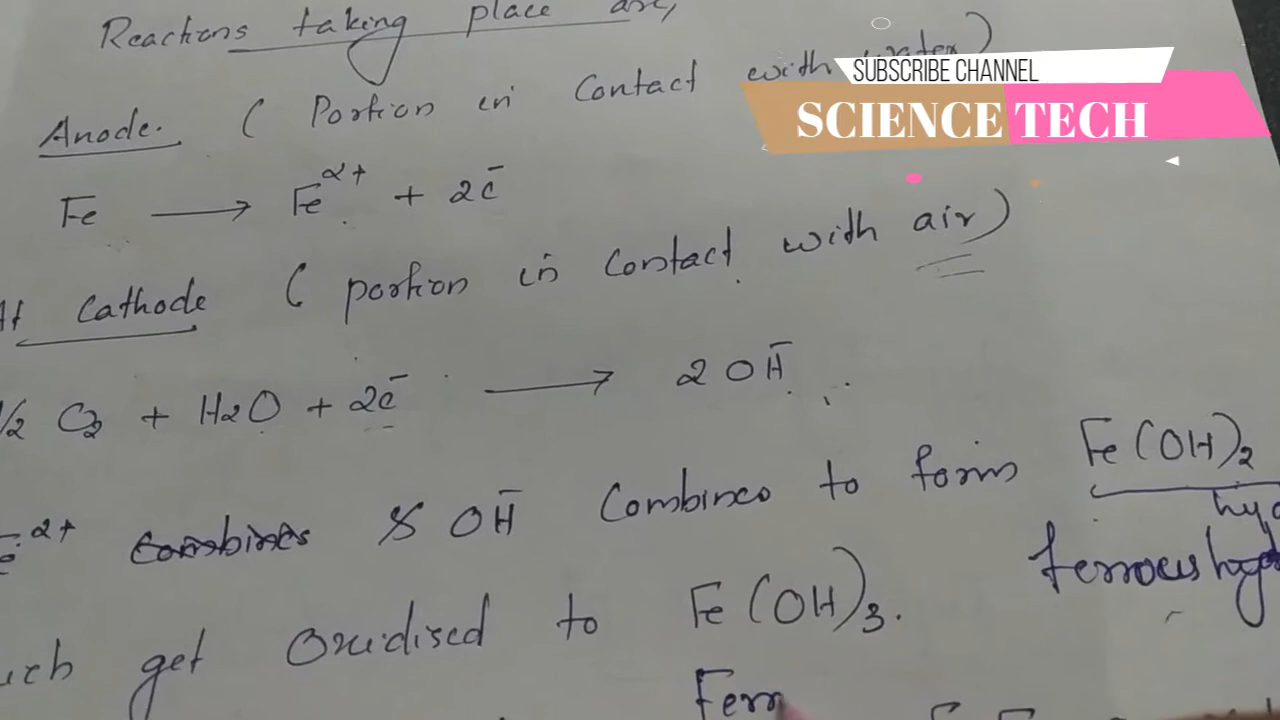 Reactions taking place are,
Anode. ( Portion in Contact with water)
SUBSCRIBE CHANNEL
SCIENCE TECH
Fe → Fe²⁺ + 2e⁻
At Cathode ( portion in contact with air)
1/2 O₂ + H₂O + 2e⁻ → 2OH⁻
Fe²⁺ & OH⁻ Combines to form Fe(OH)₂
ferrous
get Oxidised to Fe(OH)₃.